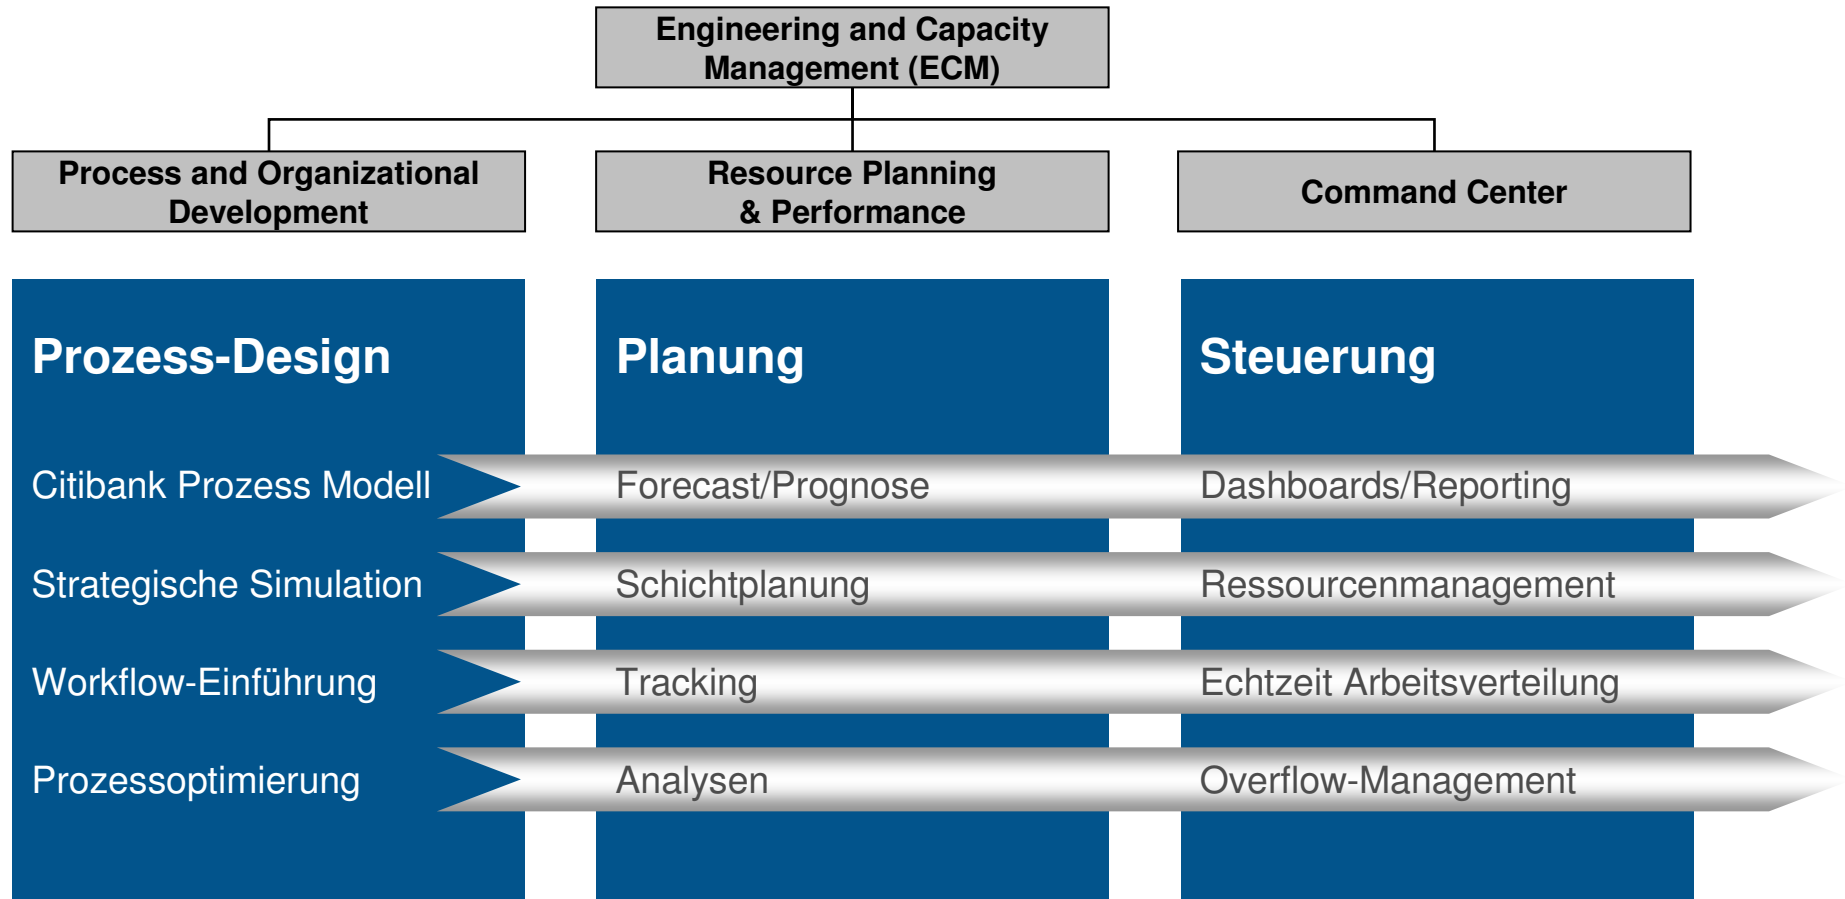 Engineering and Capacity
Management (ECM)
Process and Organizational
Development
Resource Planning
& Performance
Command Center
Prozess-Design
Planung
Steuerung
Citibank Prozess Modell
Forecast/Prognose
Dashboards/Reporting
Strategische Simulation
Schichtplanung
Ressourcenmanagement
Workflow-Einführung
Tracking
Echtzeit Arbeitsverteilung
Prozessoptimierung
Analysen
Overflow-Management